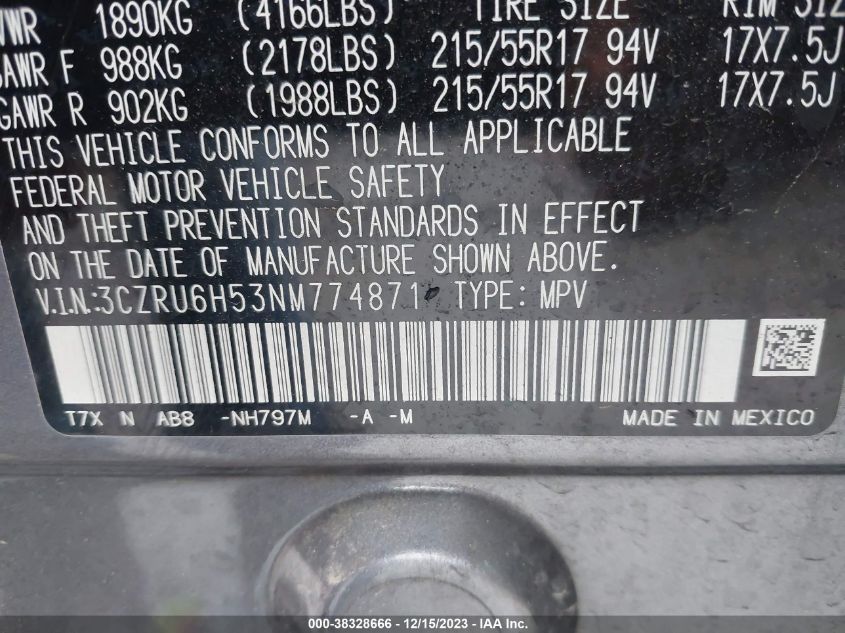 1890KG (4166LBS) TIRE SIZE RIM SIZ
F 988KG (2178LBS) 215/55R17 94V 17X7.5J
GAWR R 902KG (1988LBS) 215/55R17 94V 17X7.5J
THIS VEHICLE CONFORMS TO ALL APPLICABLE
FEDERAL MOTOR VEHICLE SAFETY
AND THEFT PREVENTION STANDARDS IN EFFECT
ON THE DATE OF MANUFACTURE SHOWN ABOVE.
V.I.N.:3CZRU6H53NM774871 TYPE: MPV
T7X N AB8 -NH797M -A -M MADE IN MEXICO
000-38328666 - 12/15/2023 - IAA Inc.